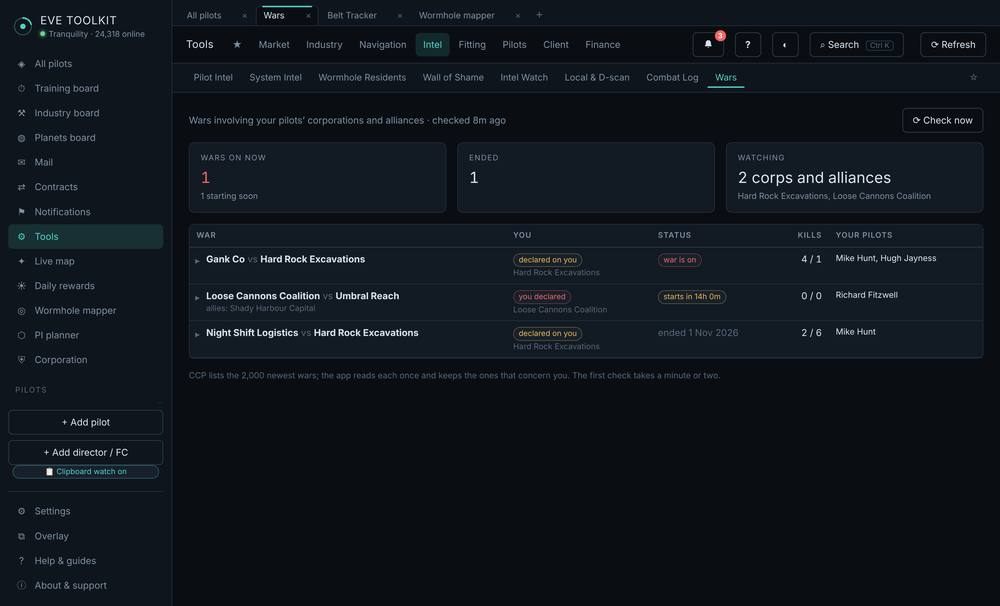 EVE TOOLKIT
Tranquility · 24,318 online
All pilots
Training board
Industry board
Planets board
Mail
Contracts
Notifications
Tools
Live map
Daily rewards
Wormhole mapper
PI planner
Corporation
PILOTS
+ Add pilot
+ Add director / FC
Clipboard watch on
Settings
Overlay
Help & guides
About & support
All pilots ×
Wars ×
Belt Tracker ×
Wormhole mapper ×
+
Tools ★ Market Industry Navigation Intel Fitting Pilots Client Finance
3
?
Search Ctrl K
Refresh
Pilot Intel System Intel Wormhole Residents Wall of Shame Intel Watch Local & D-scan Combat Log Wars
Wars involving your pilots' corporations and alliances · checked 8m ago
Check now
WARS ON NOW
1
1 starting soon
ENDED
1
WATCHING
2 corps and alliances
Hard Rock Excavations, Loose Cannons Coalition
WAR YOU STATUS KILLS YOUR PILOTS
Gank Co vs Hard Rock Excavations declared on you war is on 4 / 1 Mike Hunt, Hugh Jayness
Hard Rock Excavations
Loose Cannons Coalition vs Umbral Reach you declared starts in 14h 0m 0 / 0 Richard Fitzwell
allies: Shady Harbour Capital Loose Cannons Coalition
Night Shift Logistics vs Hard Rock Excavations declared on you ended 1 Nov 2026 2 / 6 Mike Hunt
Hard Rock Excavations
CCP lists the 2,000 newest wars; the app reads each once and keeps the ones that concern you. The first check takes a minute or two.